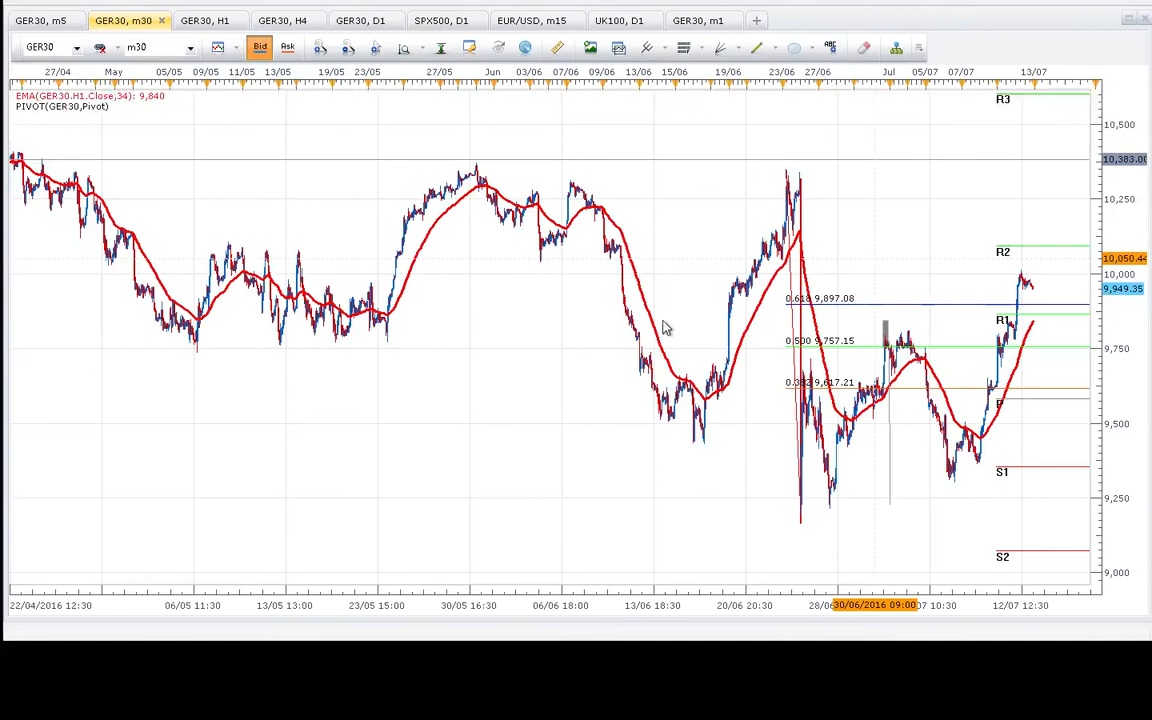 GER30, m5 GER30, m30 GER30, H1 GER30, H4 GER30, D1 SPX500, D1 EUR/USD, m15 UK100, D1 GER30, m1
GER30 m30 Bid Ask ABC
27/04 May 05/05 09/05 11/05 13/05 19/05 23/05 27/05 Jun 03/06 07/06 09/06 13/06 15/06 19/06 23/06 27/06 Jul 05/07 07/07 13/07
EMA(GER30.H1.Close,34): 9,840
PIVOT(GER30,Pivot)
R3
10,500
10,383.00
10,250
R2
10,050.44
10,000
9,949.35
0.618 9,897.08
R1
0.500 9,757.15
9,750
0.382 9,617.21
P
9,500
S1
9,250
S2
9,000
22/04/2016 12:30 06/05 11:30 13/05 13:00 23/05 15:00 30/05 16:30 06/06 18:00 13/06 18:30 20/06 20:30 28/0 30/06/2016 09:00 07 10:30 12/07 12:30